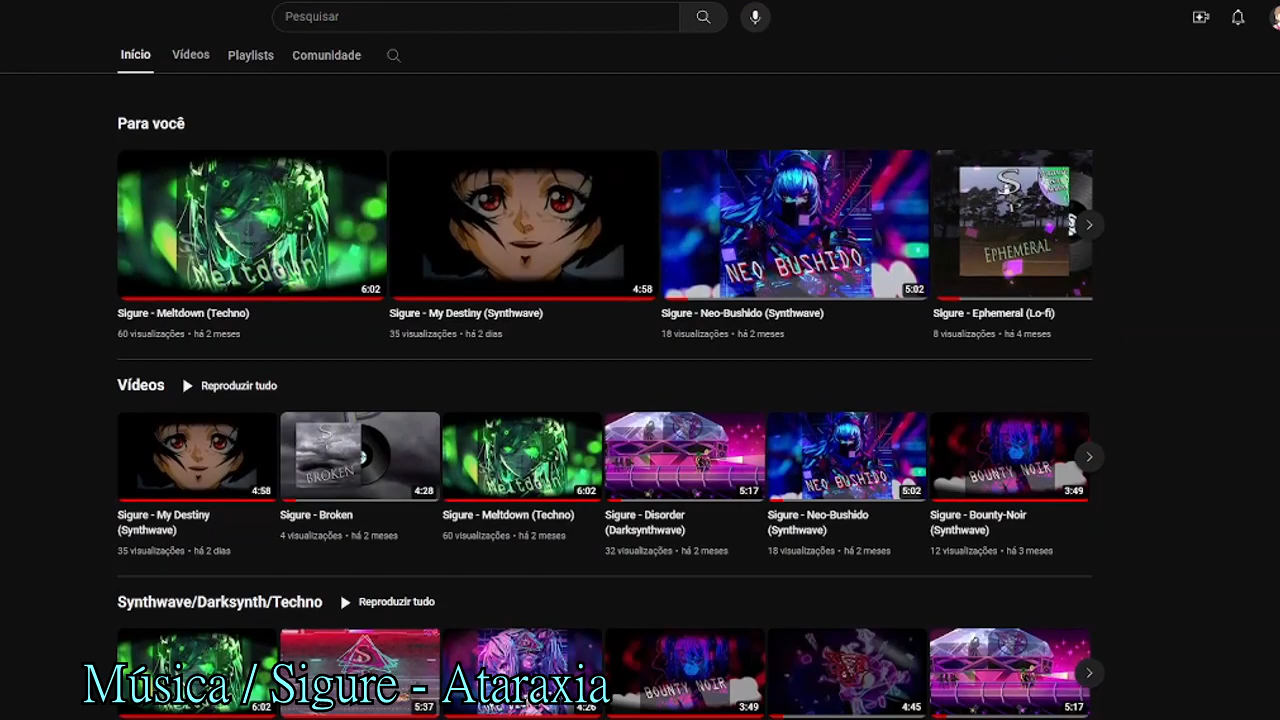 Pesquisar
Início Vídeos Playlists Comunidade
Para você
Meltdown
6:02
4:58
NEO BUSHIDO
5:02
S
EPHEMERAL
Sigure - Meltdown (Techno)
60 visualizações • há 2 meses
Sigure - My Destiny (Synthwave)
35 visualizações • há 2 dias
Sigure - Neo-Bushido (Synthwave)
18 visualizações • há 2 meses
Sigure - Ephemeral (Lo-fi)
8 visualizações • há 4 meses
Vídeos Reproduzir tudo
4:58
BROKEN
4:28
Meltdown
6:02
5:17
NEO BUSHIDO
5:02
BOUNTY NOIR
3:49
Sigure - My Destiny
(Synthwave)
35 visualizações • há 2 dias
Sigure - Broken
4 visualizações • há 2 meses
Sigure - Meltdown (Techno)
60 visualizações • há 2 meses
Sigure - Disorder
(Darksynthwave)
32 visualizações • há 2 meses
Sigure - Neo-Bushido
(Synthwave)
18 visualizações • há 2 meses
Sigure - Bounty-Noir
(Synthwave)
12 visualizações • há 3 meses
Synthwave/Darksynth/Techno Reproduzir tudo
6:02
S
5:37
4:26
BOUNTY NOIR
3:49
4:45
5:17
Música / Sigure - Ataraxia